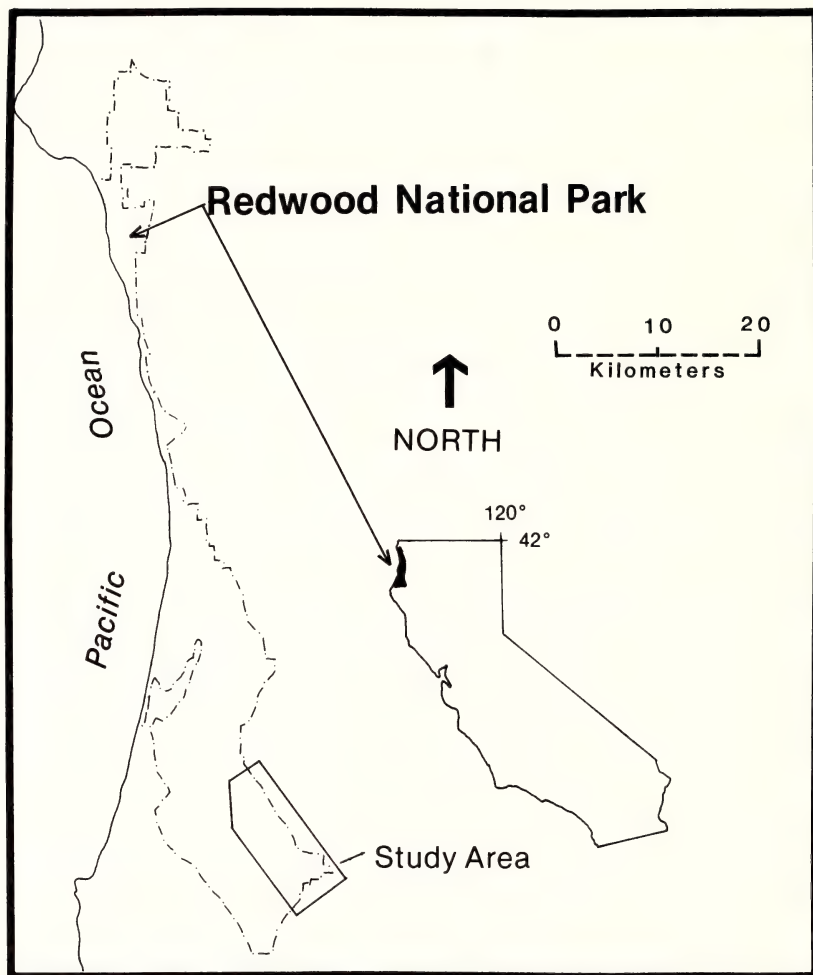 Redwood National Park
0 10 20
Kilometers
NORTH
Ocean
Pacific
120°
42°
Study Area